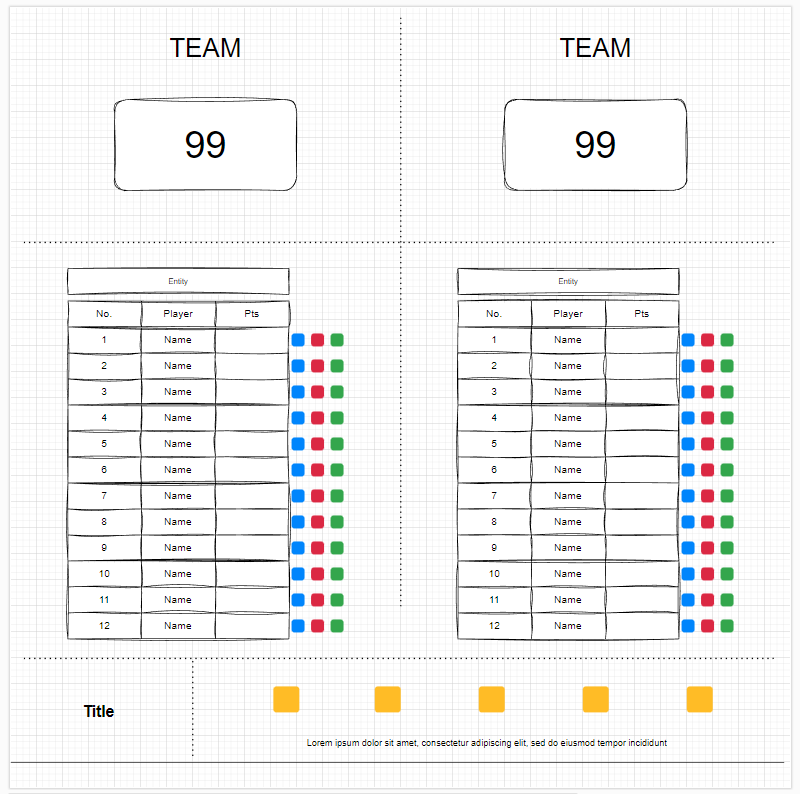 TEAM TEAM
99 99
Entity Entity
No. Player Pts No. Player Pts
1 Name 1 Name
2 Name 2 Name
3 Name 3 Name
4 Name 4 Name
5 Name 5 Name
6 Name 6 Name
7 Name 7 Name
8 Name 8 Name
9 Name 9 Name
10 Name 10 Name
11 Name 11 Name
12 Name 12 Name
Title
Lorem ipsum dolor sit amet, consectetur adipiscing elit, sed do eiusmod tempor incididunt